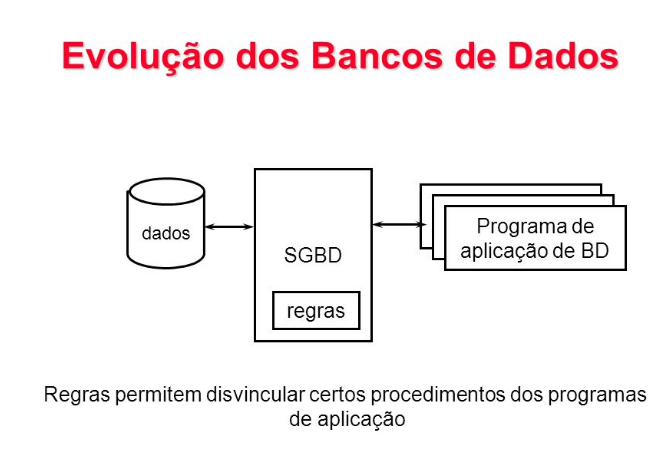 Evolução dos Bancos de Dados
dados
SGBD
regras
Programa de
aplicação de BD
Regras permitem disvincular certos procedimentos dos programas
de aplicação